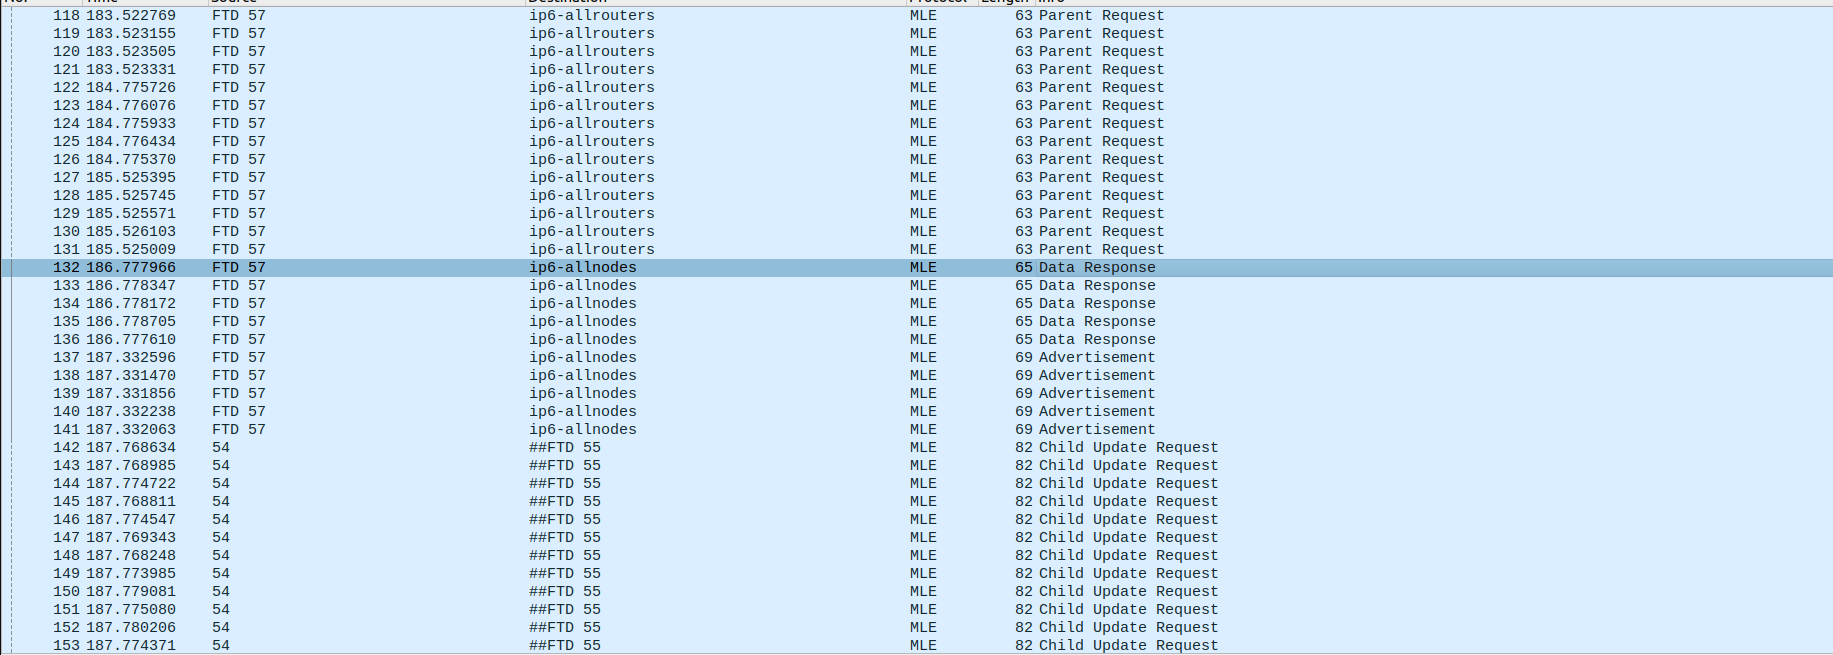 No. Time Source Destination Protocol Length Info
118 183.522769 FTD 57 ip6-allrouters MLE 63 Parent Request
119 183.523155 FTD 57 ip6-allrouters MLE 63 Parent Request
120 183.523505 FTD 57 ip6-allrouters MLE 63 Parent Request
121 183.523331 FTD 57 ip6-allrouters MLE 63 Parent Request
122 184.775726 FTD 57 ip6-allrouters MLE 63 Parent Request
123 184.776076 FTD 57 ip6-allrouters MLE 63 Parent Request
124 184.775933 FTD 57 ip6-allrouters MLE 63 Parent Request
125 184.776434 FTD 57 ip6-allrouters MLE 63 Parent Request
126 184.775370 FTD 57 ip6-allrouters MLE 63 Parent Request
127 185.525395 FTD 57 ip6-allrouters MLE 63 Parent Request
128 185.525745 FTD 57 ip6-allrouters MLE 63 Parent Request
129 185.525571 FTD 57 ip6-allrouters MLE 63 Parent Request
130 185.526103 FTD 57 ip6-allrouters MLE 63 Parent Request
131 185.525009 FTD 57 ip6-allrouters MLE 63 Parent Request
132 186.777966 FTD 57 ip6-allnodes MLE 65 Data Response
133 186.778347 FTD 57 ip6-allnodes MLE 65 Data Response
134 186.778172 FTD 57 ip6-allnodes MLE 65 Data Response
135 186.778705 FTD 57 ip6-allnodes MLE 65 Data Response
136 186.777610 FTD 57 ip6-allnodes MLE 65 Data Response
137 187.332596 FTD 57 ip6-allnodes MLE 69 Advertisement
138 187.331470 FTD 57 ip6-allnodes MLE 69 Advertisement
139 187.331856 FTD 57 ip6-allnodes MLE 69 Advertisement
140 187.332238 FTD 57 ip6-allnodes MLE 69 Advertisement
141 187.332063 FTD 57 ip6-allnodes MLE 69 Advertisement
142 187.768634 54 ##FTD 55 MLE 82 Child Update Request
143 187.768985 54 ##FTD 55 MLE 82 Child Update Request
144 187.774722 54 ##FTD 55 MLE 82 Child Update Request
145 187.768811 54 ##FTD 55 MLE 82 Child Update Request
146 187.774547 54 ##FTD 55 MLE 82 Child Update Request
147 187.769343 54 ##FTD 55 MLE 82 Child Update Request
148 187.768248 54 ##FTD 55 MLE 82 Child Update Request
149 187.773985 54 ##FTD 55 MLE 82 Child Update Request
150 187.779081 54 ##FTD 55 MLE 82 Child Update Request
151 187.775080 54 ##FTD 55 MLE 82 Child Update Request
152 187.780206 54 ##FTD 55 MLE 82 Child Update Request
153 187.774371 54 ##FTD 55 MLE 82 Child Update Request